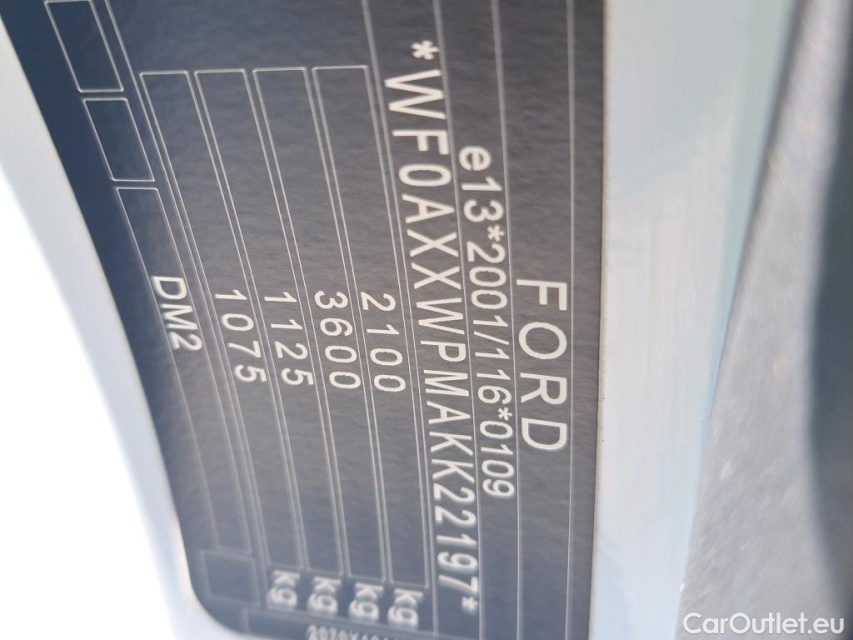 FORD
e13*2001/116*0109
*WF0AXXWPMAKK22197*
2100 kg
3600 kg
1125 kg
1075 kg
DM2
CarOutlet.eu